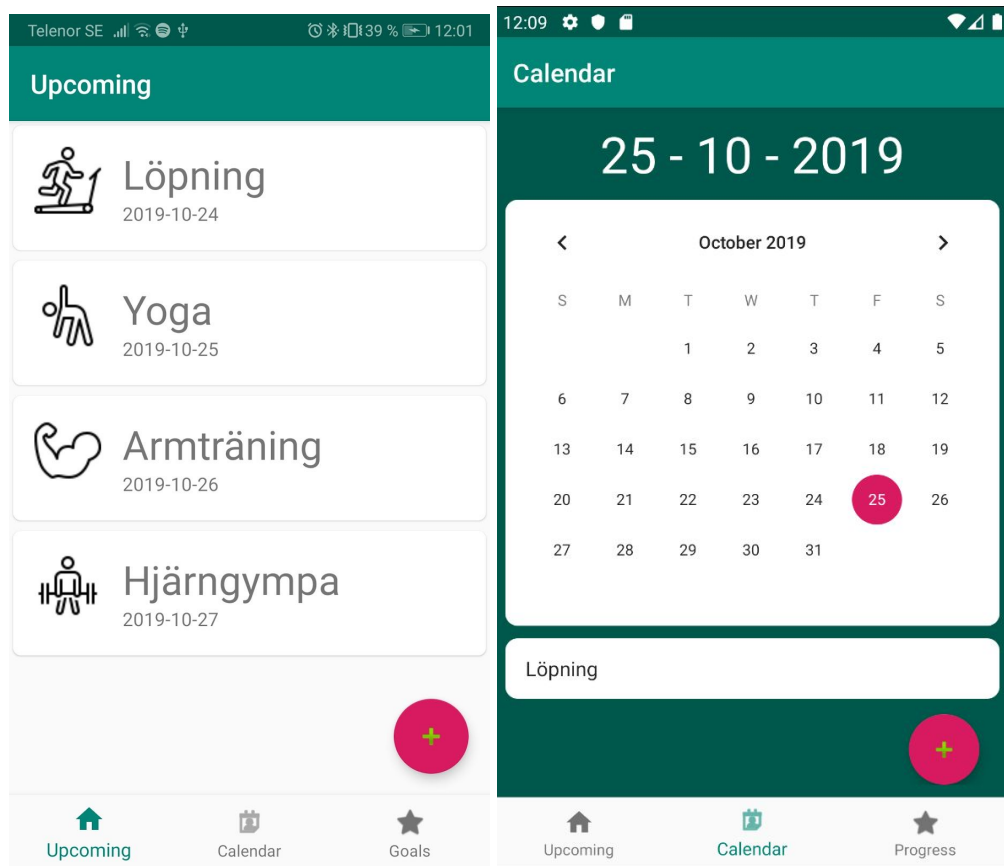 Telenor SE 39 % 12:01
Upcoming
Löpning
2019-10-24
Yoga
2019-10-25
Armträning
2019-10-26
Hjärngympa
2019-10-27
+
Upcoming Calendar Goals
12:09
Calendar
25 - 10 - 2019
< October 2019 >
S M T W T F S
1 2 3 4 5
6 7 8 9 10 11 12
13 14 15 16 17 18 19
20 21 22 23 24 25 26
27 28 29 30 31
Löpning
+
Upcoming Calendar Progress